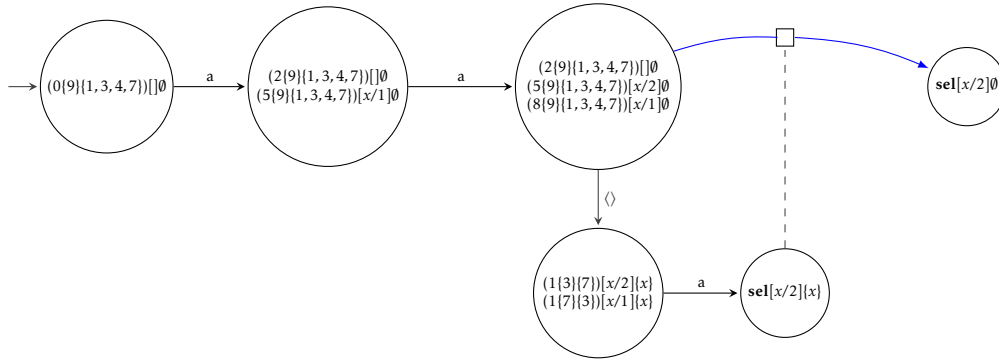 (0{9}{1,3,4,7})[]∅
a
(2{9}{1,3,4,7})[]∅
(5{9}{1,3,4,7})[x/1]∅
a
(2{9}{1,3,4,7})[]∅
(5{9}{1,3,4,7})[x/2]∅
(8{9}{1,3,4,7})[x/1]∅
sel[x/2]∅
⟨⟩
(1{3}{7})[x/2]{x}
(1{7}{3})[x/1]{x}
a
sel[x/2]{x}